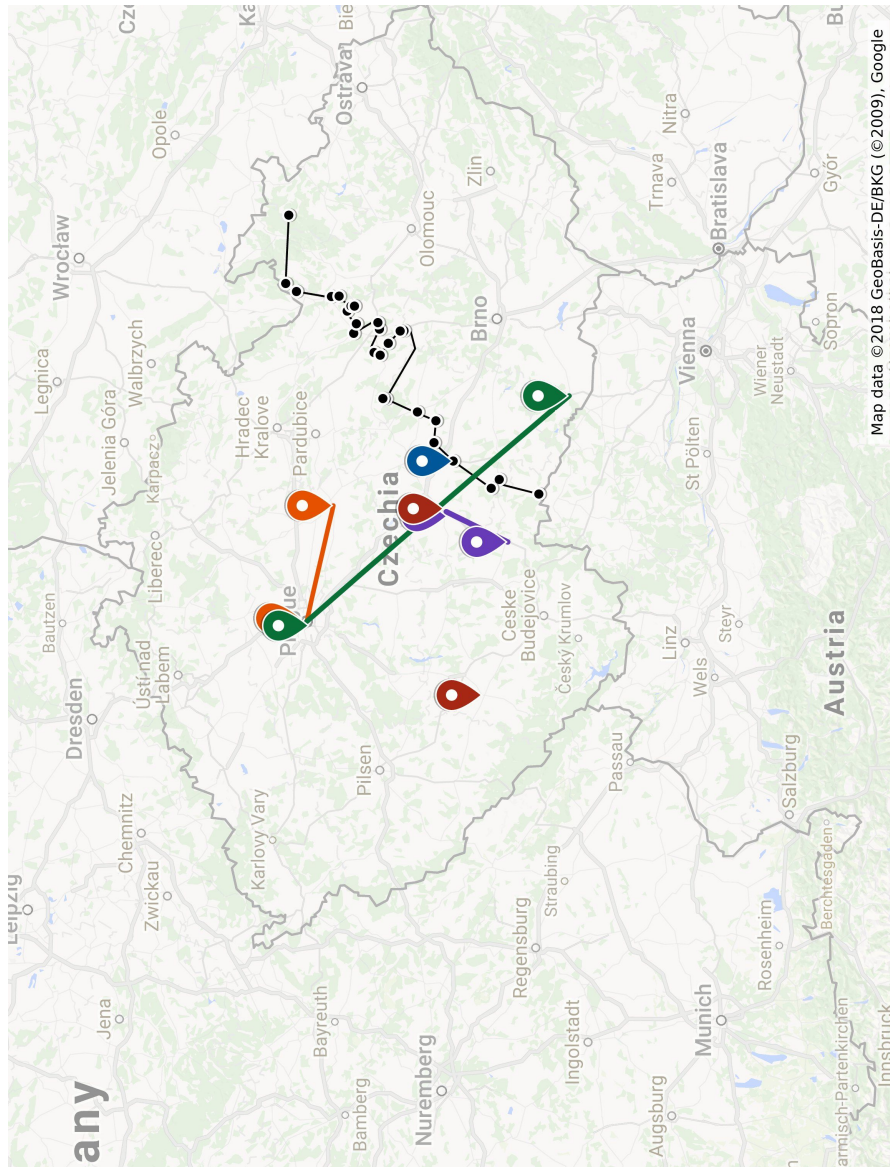 Leipzig
Jena
any
Chemnitz
Zwickau
Dresden
Bautzen
Jelenia Góra
Legnica
Wrocław
Walbrzych
Opole
Karpacz
Liberec
Ústí nad
Labem
Karlovy Vary
Bayreuth
Bamberg
Nuremberg
Hradec
Kralove
Pardubice
Pilsen
Czechia
Ostrava
Olomouc
Zlin
Brno
Ceske
Budejovice
Český Krumlov
Regensburg
Straubing
Ingolstadt
Passau
Linz
Wels
Steyr
St Pölten
Vienna
Wiener
Neustadt
Bratislava
Trnava
Nitra
Győr
Sopron
Augsburg
Munich
Rosenheim
Salzburg
Berchtesgaden
Austria
Innsbruck
armisch-Partenkirchen
Map data ©2018 GeoBasis-DE/BKG (©2009), Google